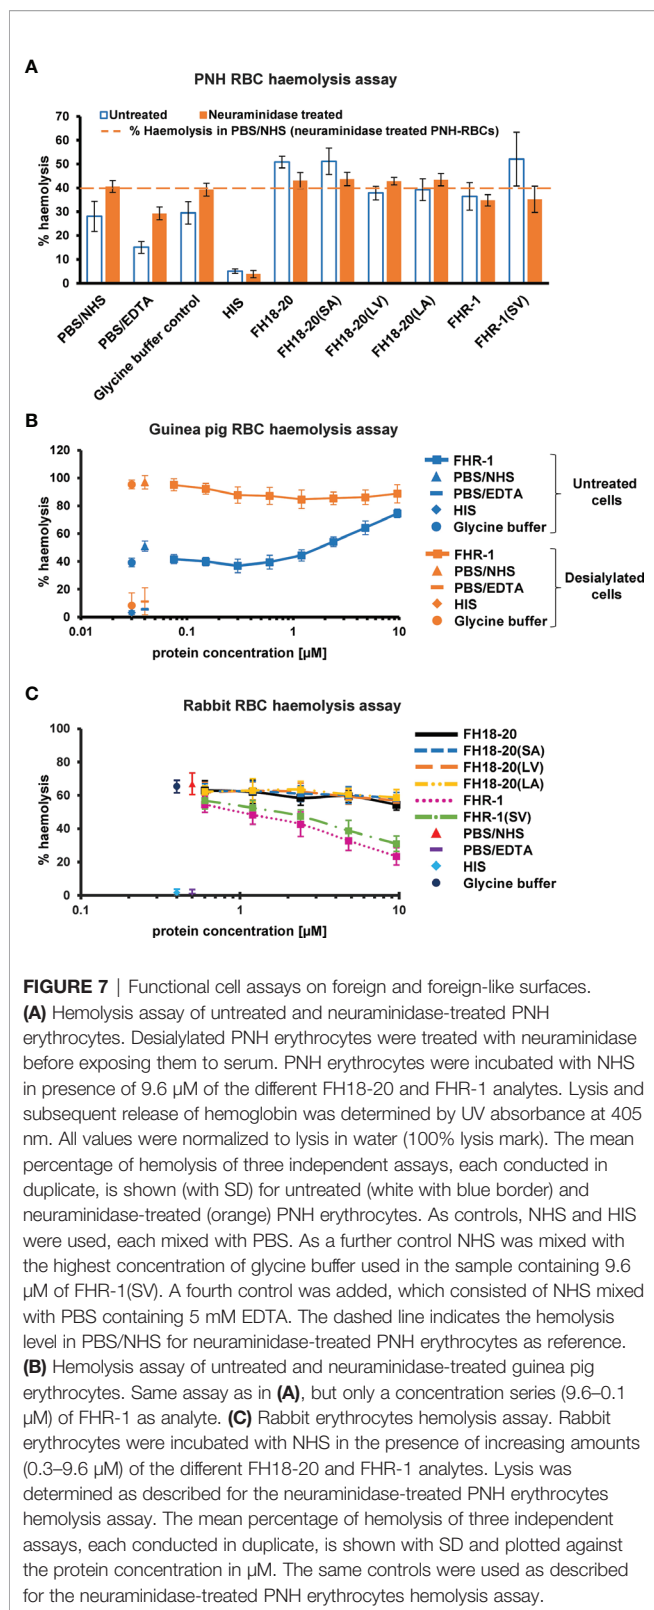 A
PNH RBC haemolysis assay
Untreated
Neuraminidase treated
% Haemolysis in PBS/NHS (neuraminidase treated PNH-RBCs)
% haemolysis
70
60
50
40
30
20
10
0
PBS/NHS
PBS/EDTA
Glycine buffer control
HIS
FH18-20
FH18-20(SA)
FH18-20(LV)
FH18-20(LA)
FHR-1
FHR-1(SV)
B
Guinea pig RBC haemolysis assay
% haemolysis
120
100
80
60
40
20
0
0.01
0.1
1
10
protein concentration [µM]
FHR-1
PBS/NHS
PBS/EDTA
HIS
Glycine buffer
Untreated
cells
FHR-1
PBS/NHS
PBS/EDTA
HIS
Glycine buffer
Desialylated
cells
C
Rabbit RBC haemolysis assay
% haemolysis
100
80
60
40
20
0
0.1
1
10
protein concentration [µM]
FH18-20
FH18-20(SA)
FH18-20(LV)
FH18-20(LA)
FHR-1
FHR-1(SV)
PBS/NHS
PBS/EDTA
HIS
Glycine buffer
FIGURE 7 | Functional cell assays on foreign and foreign-like surfaces.
(A) Hemolysis assay of untreated and neuraminidase-treated PNH
erythrocytes. Desialylated PNH erythrocytes were treated with neuraminidase
before exposing them to serum. PNH erythrocytes were incubated with NHS
in presence of 9.6 µM of the different FH18-20 and FHR-1 analytes. Lysis and
subsequent release of hemoglobin was determined by UV absorbance at 405
nm. All values were normalized to lysis in water (100% lysis mark). The mean
percentage of hemolysis of three independent assays, each conducted in
duplicate, is shown (with SD) for untreated (white with blue border) and
neuraminidase-treated (orange) PNH erythrocytes. As controls, NHS and HIS
were used, each mixed with PBS. As a further control NHS was mixed with
the highest concentration of glycine buffer used in the sample containing 9.6
µM of FHR-1(SV). A fourth control was added, which consisted of NHS mixed
with PBS containing 5 mM EDTA. The dashed line indicates the hemolysis
level in PBS/NHS for neuraminidase-treated PNH erythrocytes as reference.
(B) Hemolysis assay of untreated and neuraminidase-treated guinea pig
erythrocytes. Same assay as in (A), but only a concentration series (9.6–0.1
µM) of FHR-1 as analyte. (C) Rabbit erythrocytes hemolysis assay. Rabbit
erythrocytes were incubated with NHS in the presence of increasing amounts
(0.3–9.6 µM) of the different FH18-20 and FHR-1 analytes. Lysis was
determined as described for the neuraminidase-treated PNH erythrocytes
hemolysis assay. The mean percentage of hemolysis of three independent
assays, each conducted in duplicate, is shown with SD and plotted against
the protein concentration in µM. The same controls were used as described
for the neuraminidase-treated PNH erythrocytes hemolysis assay.